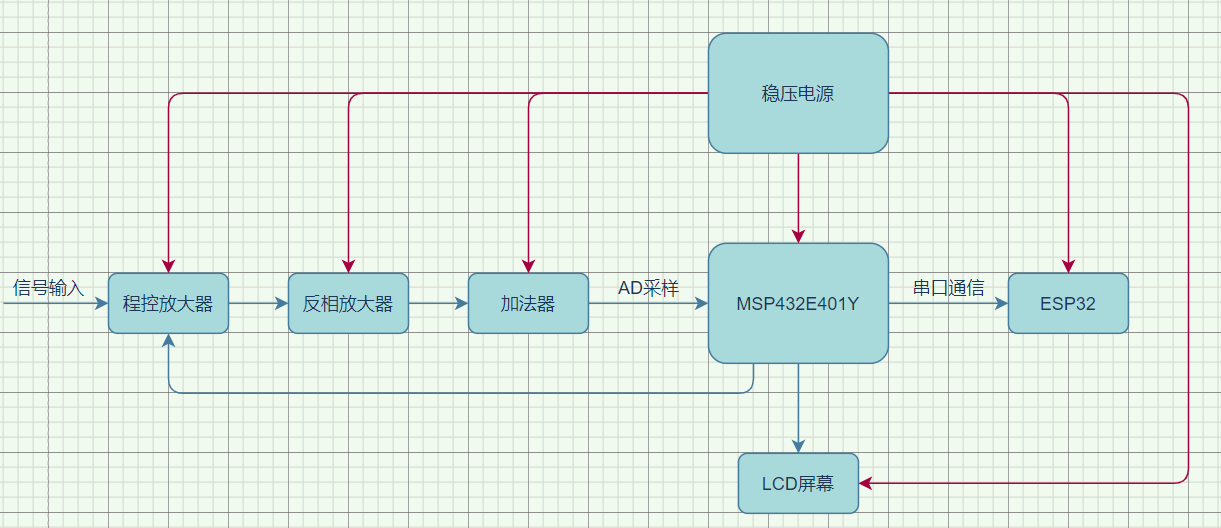 稳压电源
信号输入
程控放大器
反相放大器
加法器
AD采样
MSP432E401Y
串口通信
ESP32
LCD屏幕